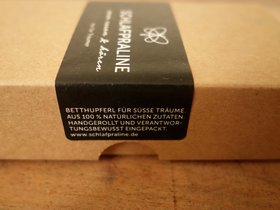 SCHLAFPRALINE
BETTHUPFERL FÜR SÜSSE TRÄUME.
AUS 100 % NATÜRLICHEN ZUTATEN.
HANDGEROLLT UND VERANTWOR-
TUNGSBEWUSST EINGEPACKT.
www.schlafpraline.de